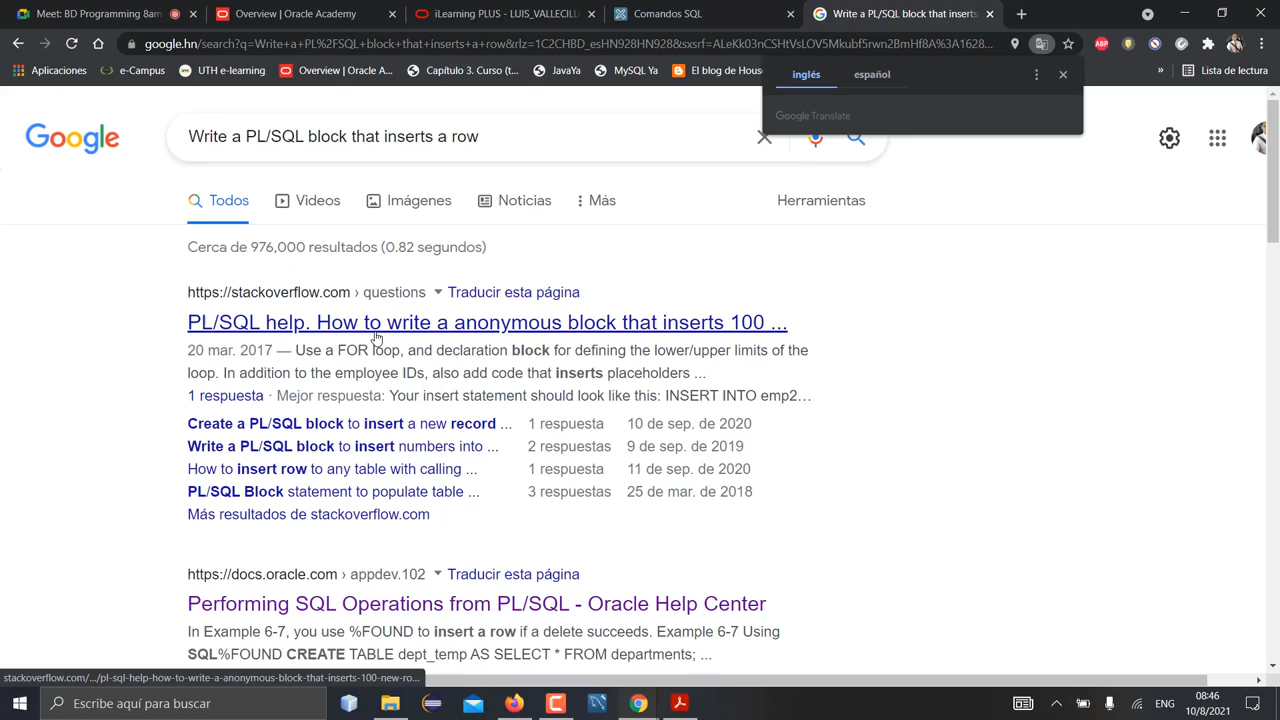 Meet: BD Programming 8am
Overview | Oracle Academy
iLearning PLUS - LUIS_VALLECILL
Comandos SQL
Write a PL/SQL block that inserts
google.hn/search?q=Write+a+PL%2FSQL+block+that+inserts+a+row&rlz=1C2CHBD_esHN928HN928&sxsrf=ALeKk03nCSHtVsLOV5Mkubf5rwn2BmHf8A%3A1628...
Aplicaciones
e-Campus
UTH e-learning
Overview | Oracle A...
Capítulo 3. Curso (t...
JavaYa
MySQL Ya
El blog de Hous
» Lista de lectura
inglés español
Google Translate
Google
Write a PL/SQL block that inserts a row
Todos Videos Imágenes Noticias Más Herramientas
Cerca de 976,000 resultados (0.82 segundos)
https://stackoverflow.com › questions Traducir esta página
PL/SQL help. How to write a anonymous block that inserts 100 ...
20 mar. 2017 — Use a FOR loop, and declaration block for defining the lower/upper limits of the
loop. In addition to the employee IDs, also add code that inserts placeholders ...
1 respuesta · Mejor respuesta: Your insert statement should look like this: INSERT INTO emp2...
Create a PL/SQL block to insert a new record ... 1 respuesta 10 de sep. de 2020
Write a PL/SQL block to insert numbers into ... 2 respuestas 9 de sep. de 2019
How to insert row to any table with calling ... 1 respuesta 11 de sep. de 2020
PL/SQL Block statement to populate table ... 3 respuestas 25 de mar. de 2018
Más resultados de stackoverflow.com
https://docs.oracle.com › appdev.102 Traducir esta página
Performing SQL Operations from PL/SQL - Oracle Help Center
In Example 6-7, you use %FOUND to insert a row if a delete succeeds. Example 6-7 Using
SQL%FOUND CREATE TABLE dept_temp AS SELECT * FROM departments; ...
stackoverflow.com/.../pl-sql-help-how-to-write-a-anonymous-block-that-inserts-100-new-ro...
Escribe aquí para buscar
ENG
08:46
10/8/2021